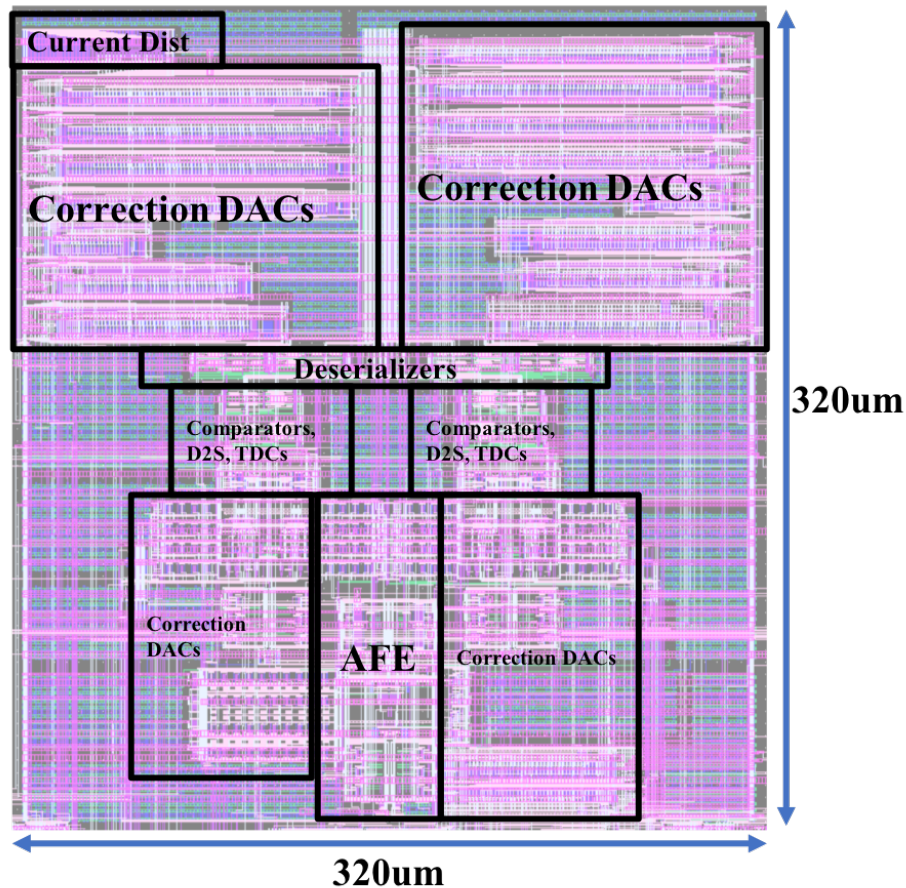 Current Dist
Correction DACs
Correction DACs
Deserializers
320um
Comparators,
D2S, TDCs
Comparators,
D2S, TDCs
Correction
DACs
AFE
Correction DACs
320um